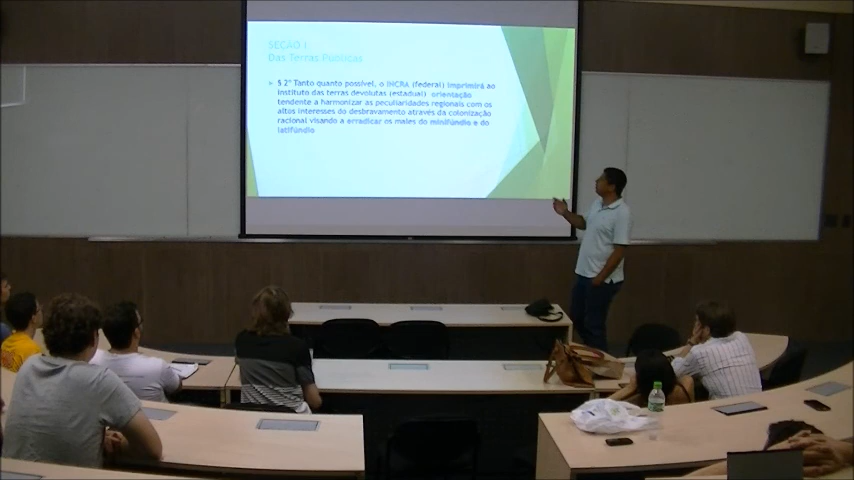 SEÇÃO I
Das Terras Públicas
§ 2º Tanto quanto possível, o INCRA (federal) imprimirá ao
instituto das terras devolutas (estadual) orientação
tendente a harmonizar as peculiaridades regionais com os
altos interesses do desbravamento através da colonização
racional visando a erradicar os males do minifúndio e do
latifúndio